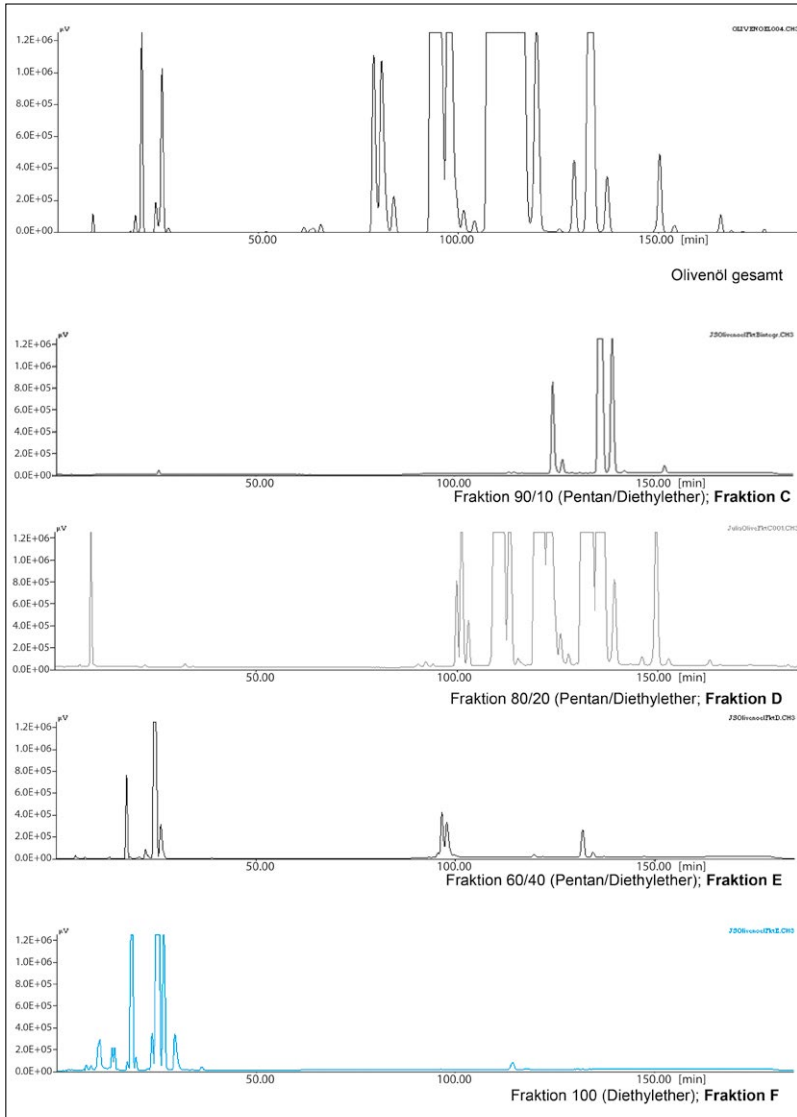 µV OLIVENOEL004.CH3
1.2E+06
1.0E+06
8.0E+05
6.0E+05
4.0E+05
2.0E+05
0.0E+00
50.00 100.00 150.00 [min]
Olivenöl gesamt
µV
1.2E+06
1.0E+06
8.0E+05
6.0E+05
4.0E+05
2.0E+05
0.0E+00
50.00 100.00 150.00 [min]
Fraktion 90/10 (Pentan/Diethylether); Fraktion C
µV
1.2E+06
1.0E+06
8.0E+05
6.0E+05
4.0E+05
2.0E+05
0.0E+00
50.00 100.00 150.00 [min]
Fraktion 80/20 (Pentan/Diethylether; Fraktion D
µV JSOlivenoelFktD.CH3
1.2E+06
1.0E+06
8.0E+05
6.0E+05
4.0E+05
2.0E+05
0.0E+00
50.00 100.00 150.00 [min]
Fraktion 60/40 (Pentan/Diethylether); Fraktion E
µV JSOlivenoelFktE.CH3
1.2E+06
1.0E+06
8.0E+05
6.0E+05
4.0E+05
2.0E+05
0.0E+00
50.00 100.00 150.00 [min]
Fraktion 100 (Diethylether); Fraktion F